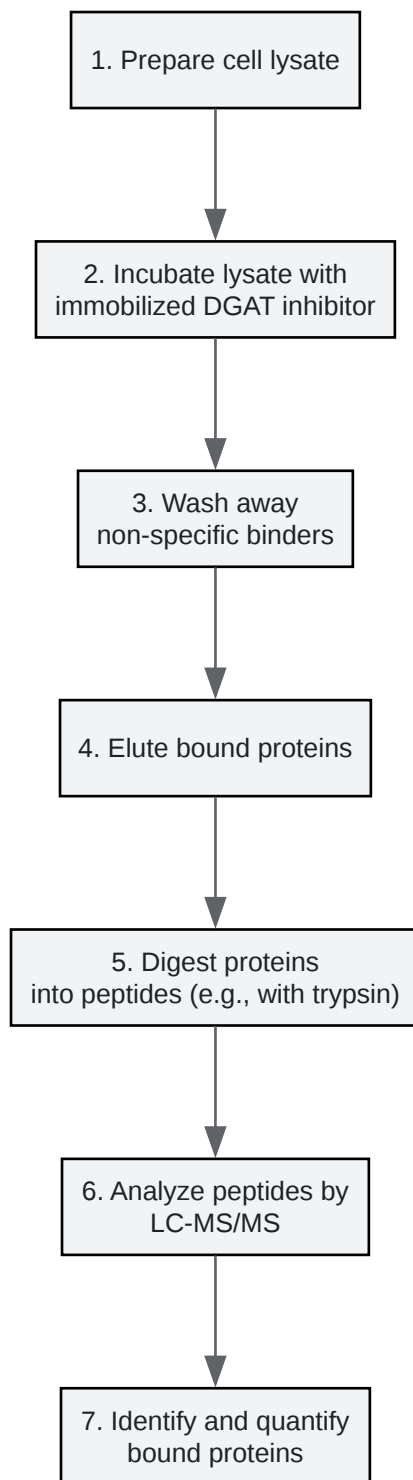 1. Prepare cell lysate
2. Incubate lysate with
immobilized DGAT inhibitor
3. Wash away
non-specific binders
4. Elute bound proteins
5. Digest proteins
into peptides (e.g., with trypsin)
6. Analyze peptides by
LC-MS/MS
7. Identify and quantify
bound proteins